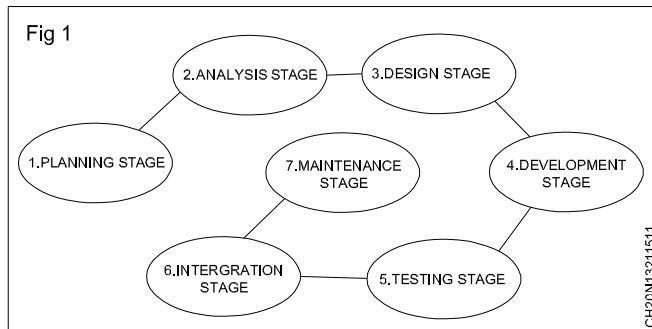 Fig 1
1.PLANNING STAGE
2.ANALYSIS STAGE
3.DESIGN STAGE
4.DEVELOPMENT
STAGE
5.TESTING STAGE
6.INTERGRATION
STAGE
7.MAINTENANCE
STAGE
CH20N13211511